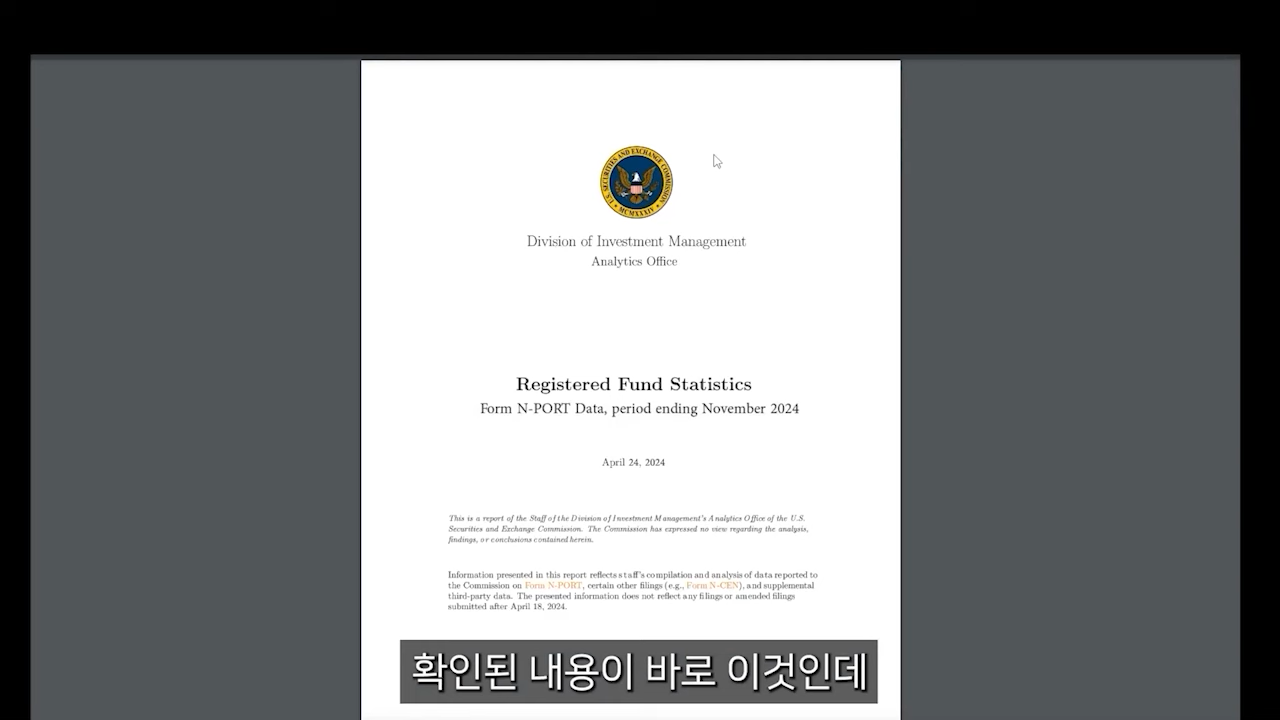 U.S. SECURITIES AND EXCHANGE COMMISSION
MCMXXXIV
Division of Investment Management
Analytics Office
Registered Fund Statistics
Form N-PORT Data, period ending November 2024
April 24, 2024
This is a report of the Staff of the Division of Investment Management's Analytics Office of the U.S.
Securities and Exchange Commission. The Commission has expressed no view regarding the analysis,
findings, or conclusions contained herein.
Information presented in this report reflects staff's compilation and analysis of data reported to
the Commission on Form N-PORT, certain other filings (e.g., Form N-CEN), and supplemental
third-party data. The presented information does not reflect any filings or amended filings
submitted after April 18, 2024.
확인된 내용이 바로 이것인데